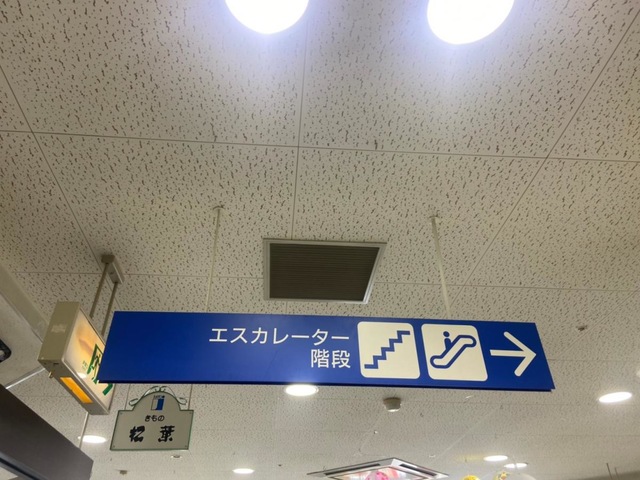 エスカレーター
階段
きもの
松葉